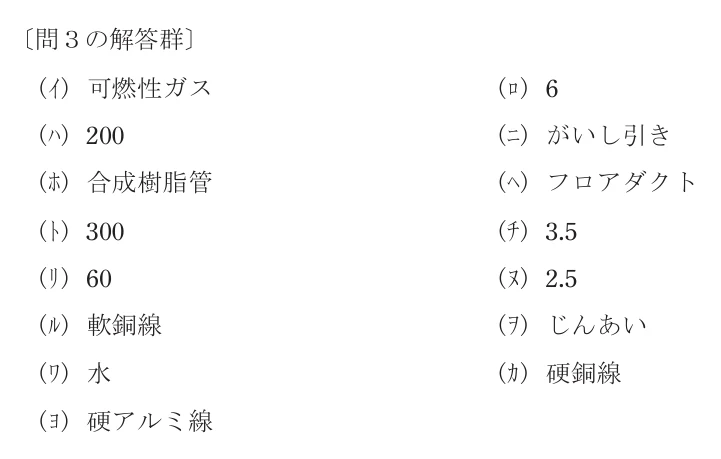 〔問３の解答群〕
(ｲ) 可燃性ガス (ﾛ) 6
(ﾊ) 200 (ﾆ) がいし引き
(ﾎ) 合成樹脂管 (ﾍ) フロアダクト
(ﾄ) 300 (ﾁ) 3.5
(ﾘ) 60 (ﾇ) 2.5
(ﾙ) 軟銅線 (ｦ) じんあい
(ﾜ) 水 (ｶ) 硬銅線
(ﾖ) 硬アルミ線